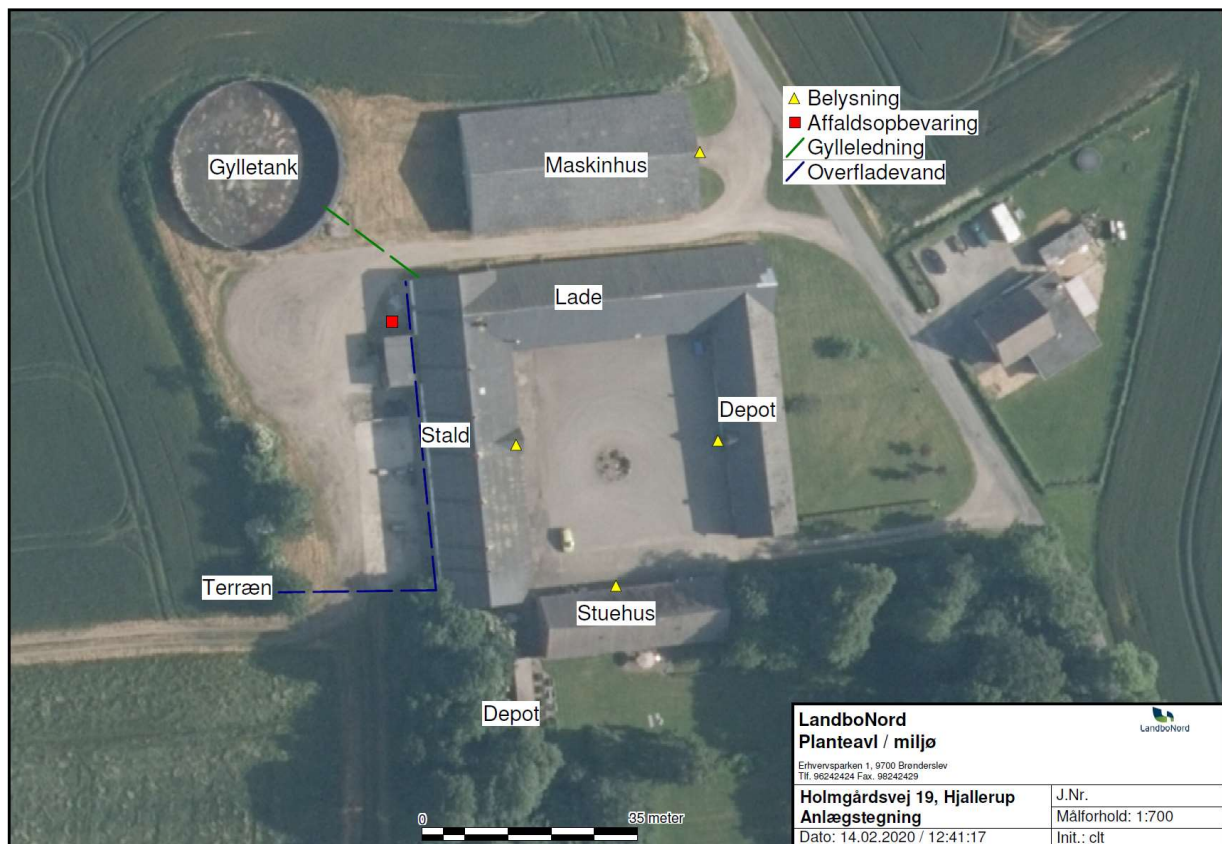 Belysning
Affaldsopbevaring
Gylleledning
Overfladevand
Gylletank
Maskinhus
Lade
Depot
Stald
Terræn
Stuehus
Depot
0 35 meter
LandboNord
Planteavl / miljø
LandboNord
Erhvervsparken 1, 9700 Brønderslev
Tlf. 96242424 Fax. 98242429
Holmgårdsvej 19, Hjallerup
Anlægstegning
J.Nr.
Målforhold: 1:700
Dato: 14.02.2020 / 12:41:17
Init.: clt